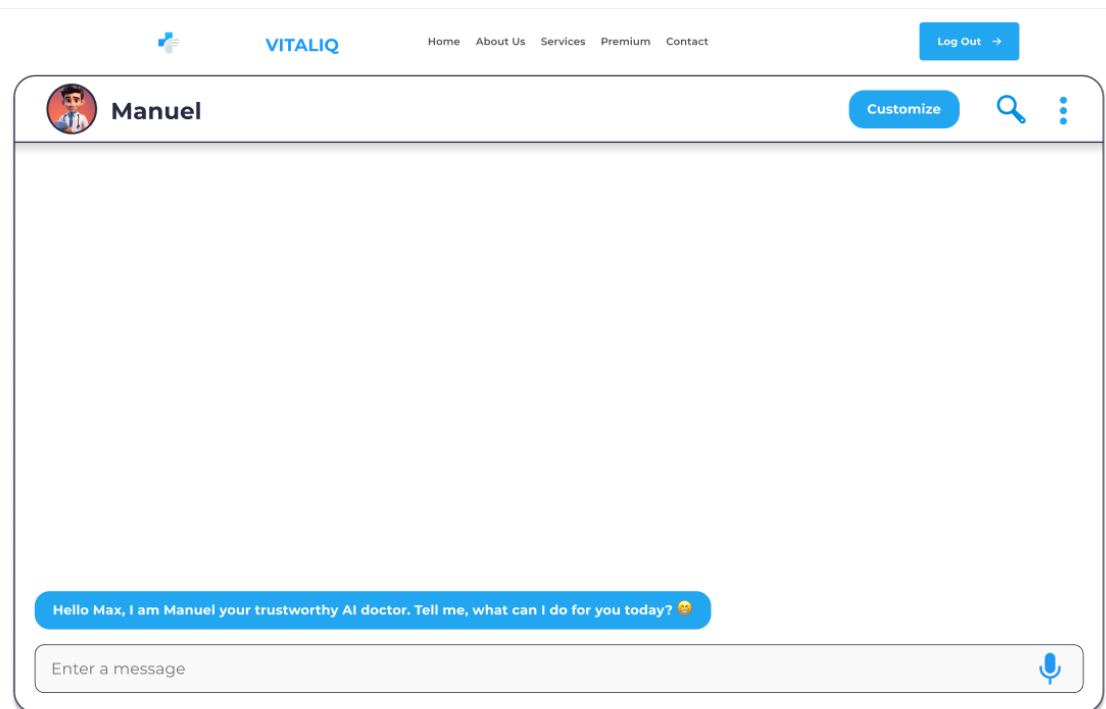 VITALIQ
Home About Us Services Premium Contact
Log Out →
Manuel
Customize
Hello Max, I am Manuel your trustworthy AI doctor. Tell me, what can I do for you today? 😁
Enter a message